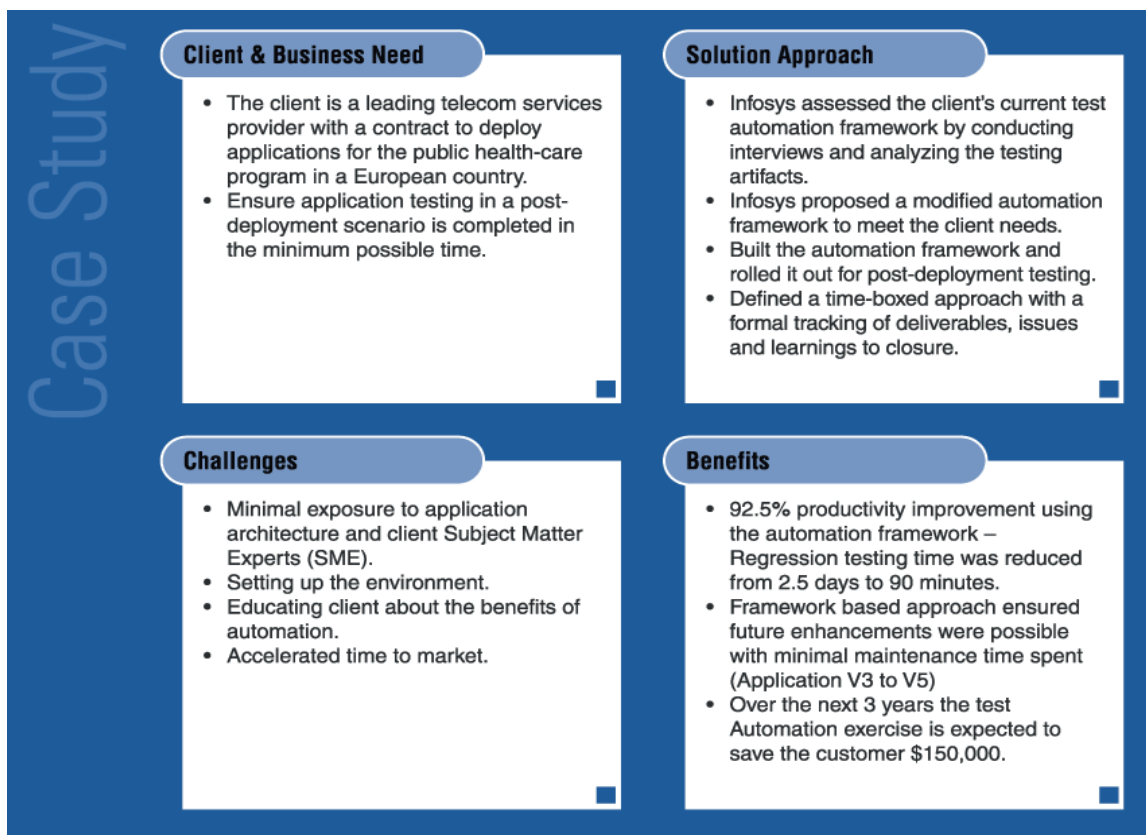 Case Study
Client & Business Need
• The client is a leading telecom services
provider with a contract to deploy
applications for the public health-care
program in a European country.
• Ensure application testing in a post-
deployment scenario is completed in
the minimum possible time.
Solution Approach
• Infosys assessed the client's current test
automation framework by conducting
interviews and analyzing the testing
artifacts.
• Infosys proposed a modified automation
framework to meet the client needs.
• Built the automation framework and
rolled it out for post-deployment testing.
• Defined a time-boxed approach with a
formal tracking of deliverables, issues
and learnings to closure.
Challenges
• Minimal exposure to application
architecture and client Subject Matter
Experts (SME).
• Setting up the environment.
• Educating client about the benefits of
automation.
• Accelerated time to market.
Benefits
• 92.5% productivity improvement using
the automation framework –
Regression testing time was reduced
from 2.5 days to 90 minutes.
• Framework based approach ensured
future enhancements were possible
with minimal maintenance time spent
(Application V3 to V5)
• Over the next 3 years the test
Automation exercise is expected to
save the customer $150,000.